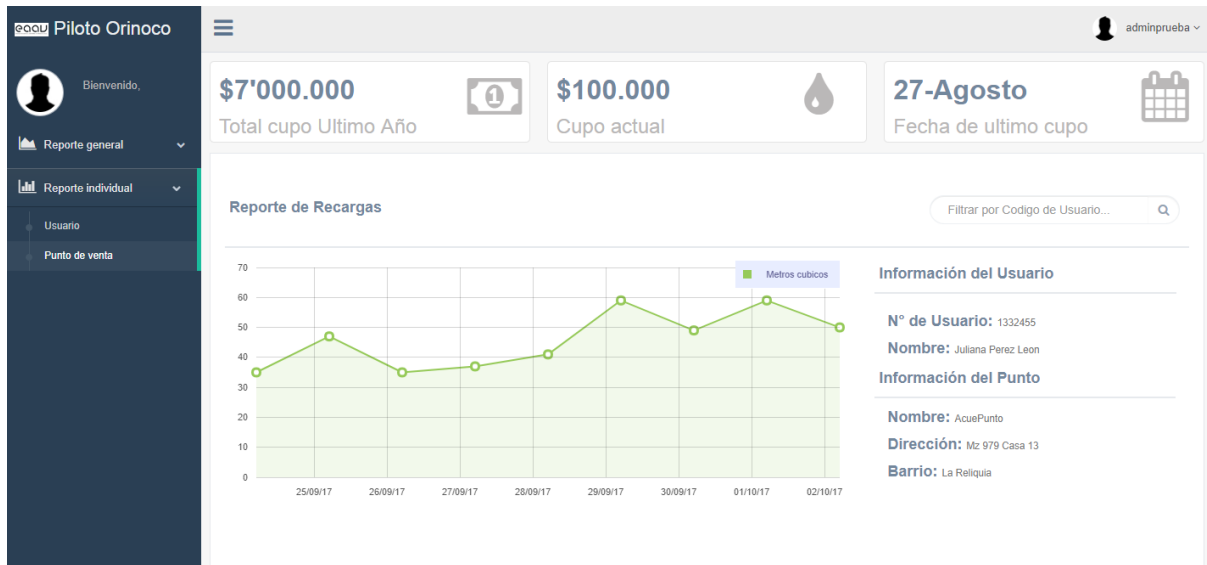 eaav Piloto Orinoco
adminprueba
Bienvenido,
Reporte general
Reporte individual
Usuario
Punto de venta
$7'000.000
Total cupo Ultimo Año
1
$100.000
Cupo actual
27-Agosto
Fecha de ultimo cupo
Reporte de Recargas
Filtrar por Codigo de Usuario...
Metros cubicos
70
60
50
40
30
20
10
0
25/09/17 26/09/17 27/09/17 28/09/17 29/09/17 30/09/17 01/10/17 02/10/17
Información del Usuario
N° de Usuario: 1332455
Nombre: Juliana Perez Leon
Información del Punto
Nombre: AcuePunto
Dirección: Mz 979 Casa 13
Barrio: La Reliquia